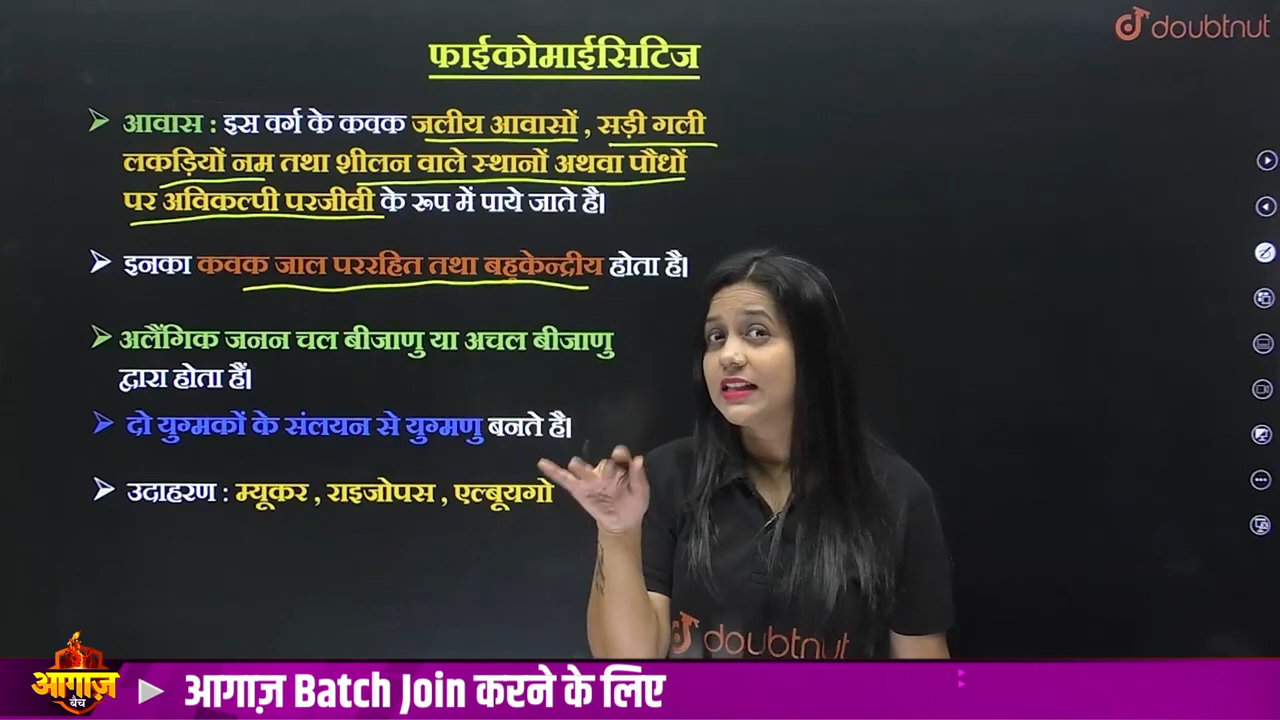 doubtnut
फाईकोमाईसिटिज
आवास : इस वर्ग के कवक जलीय आवासों , सड़ी गली
लकड़ियों नम तथा शीलन वाले स्थानों अथवा पौधों
पर अविकल्पी परजीवी के रूप में पाये जाते है।
इनका कवक जाल पररहित तथा बहुकेन्द्रीय होता है।
अलैंगिक जनन चल बीजाणु या अचल बीजाणु
द्वारा होता हैं।
दो युग्मकों के संलयन से युग्मणु बनते है।
उदाहरण : म्यूकर , राइजोपस , एल्बूयगो
doubtnut
आगाज़
बैच
आगाज़ Batch Join करने के लिए